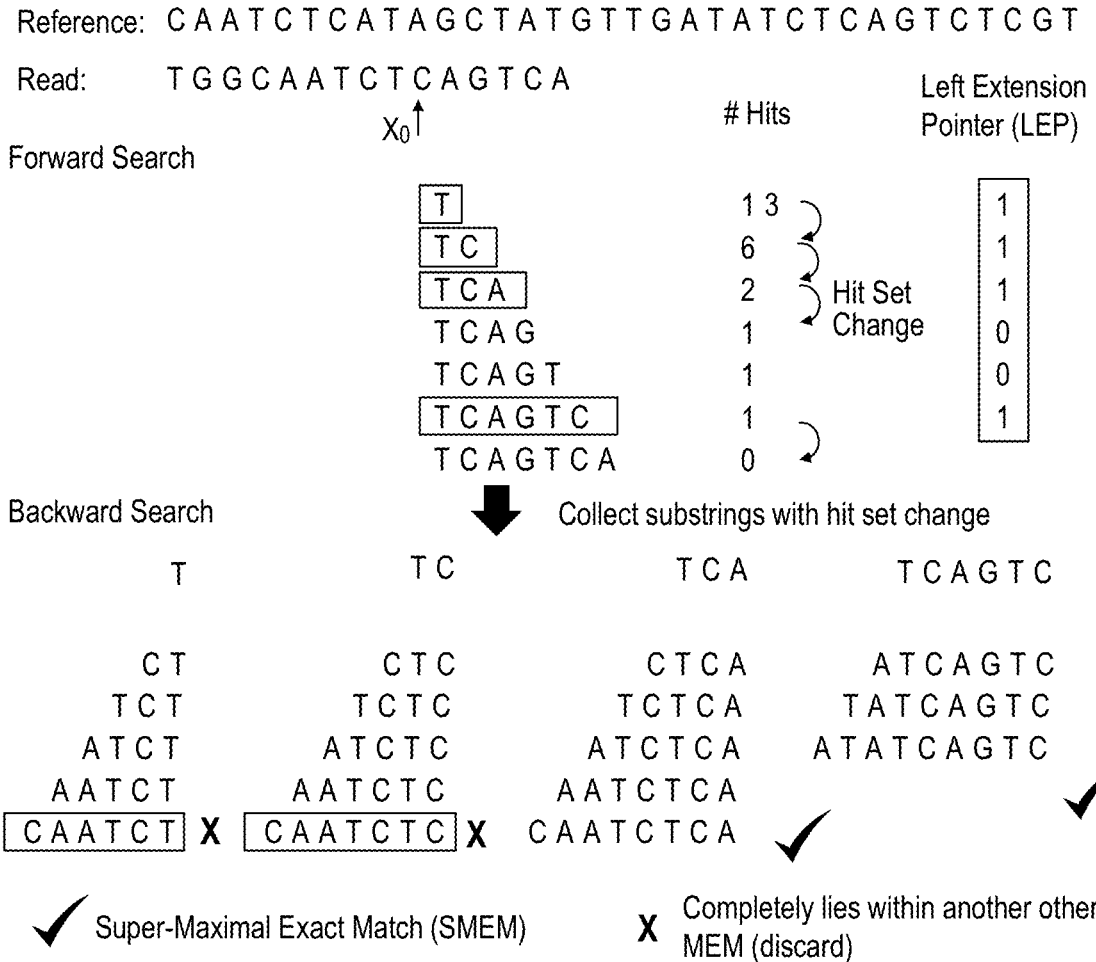 Reference: C A A T C T C A T A G C T A T G T T G A T A T C T C A G T C T C G T
Read: T G G C A A T C T C A G T C A
X0
# Hits
Left Extension
Pointer (LEP)
Forward Search
T 1 3 1
T C 6 1
T C A 2 1
Hit Set
Change
T C A G 1 0
T C A G T 1 0
T C A G T C 1 1
T C A G T C A 0
Backward Search
Collect substrings with hit set change
T T C T C A T C A G T C
C T C T C C T C A A T C A G T C
T C T T C T C T C T C A T A T C A G T C
A T C T A T C T C A T C T C A A T A T C A G T C
A A T C T A A T C T C A A T C T C A
C A A T C T X C A A T C T C X C A A T C T C A
Super-Maximal Exact Match (SMEM)
X Completely lies within another other
MEM (discard)